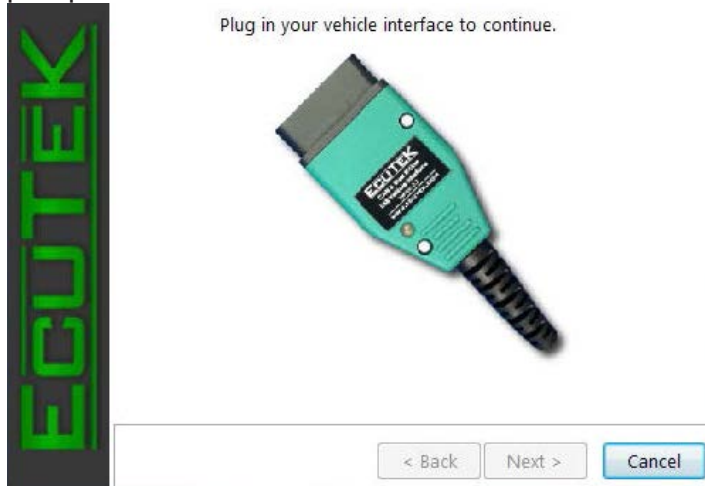 Plug in your vehicle interface to continue.
ECUTEK
ECUTEK
< Back
Next >
Cancel